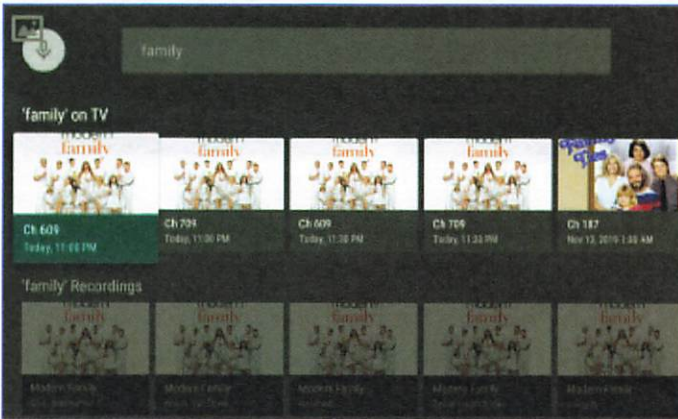 family
'family' on TV
modern
family
Ch 609
Today, 11:00 PM
modern
family
Ch 709
Today, 11:00 PM
modern
family
Ch 609
Today, 11:30 PM
modern
family
Ch 709
Today, 11:30 PM
Family
Ties
Ch 187
Nov 13, 2019 1:00 AM
'family' Recordings
modern
family
Modern Family
modern
family
Modern Family
modern
family
Modern Family
modern
family
Modern Family
modern
family
Modern Family